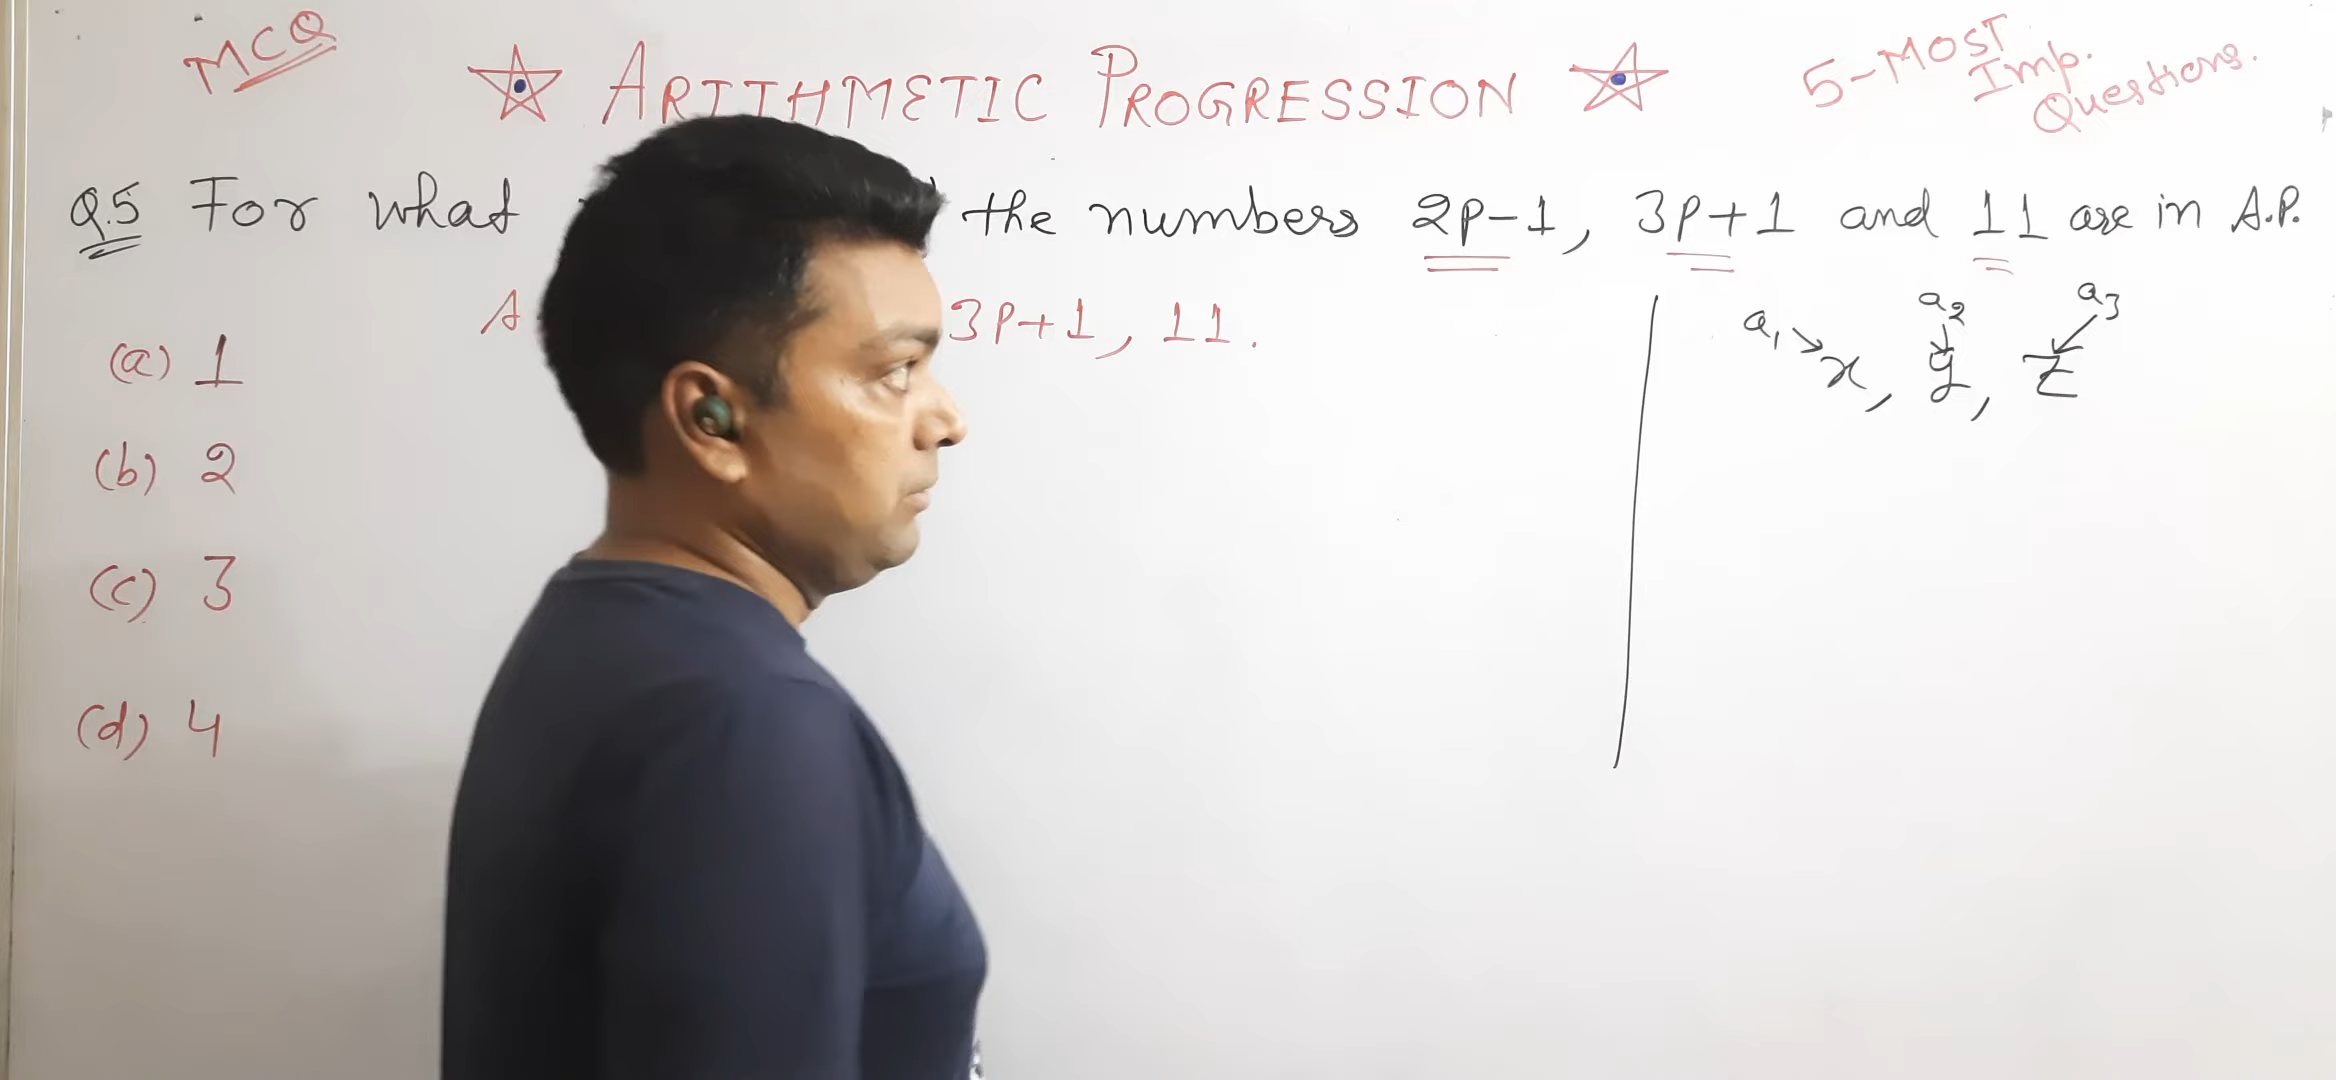 MCQ
ARITHMETIC PROGRESSION
5-MOST
Imp.
Questions.
Q.5 For what the numbers 2p-1, 3p+1 and 11 are in A.P.
A 3p+1, 11.
a1 a2 a3
x, y, z
(a) 1
(b) 2
(c) 3
(d) 4